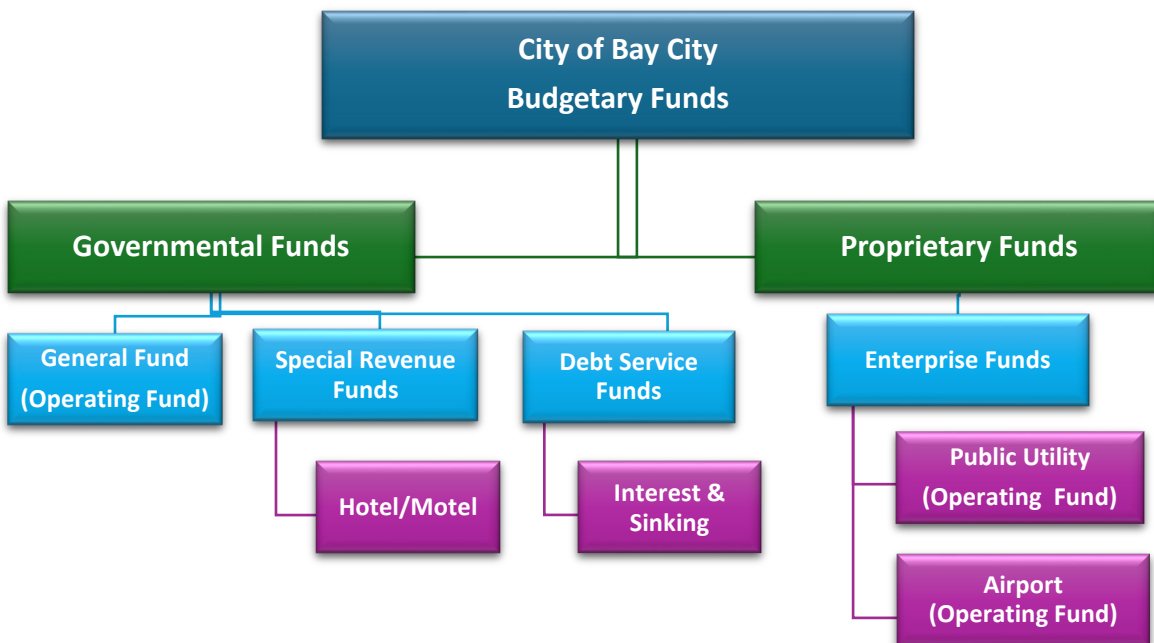 City of Bay City
Budgetary Funds
Governmental Funds
Proprietary Funds
General Fund
(Operating Fund)
Special Revenue
Funds
Debt Service
Funds
Enterprise Funds
Hotel/Motel
Interest &
Sinking
Public Utility
(Operating Fund)
Airport
(Operating Fund)